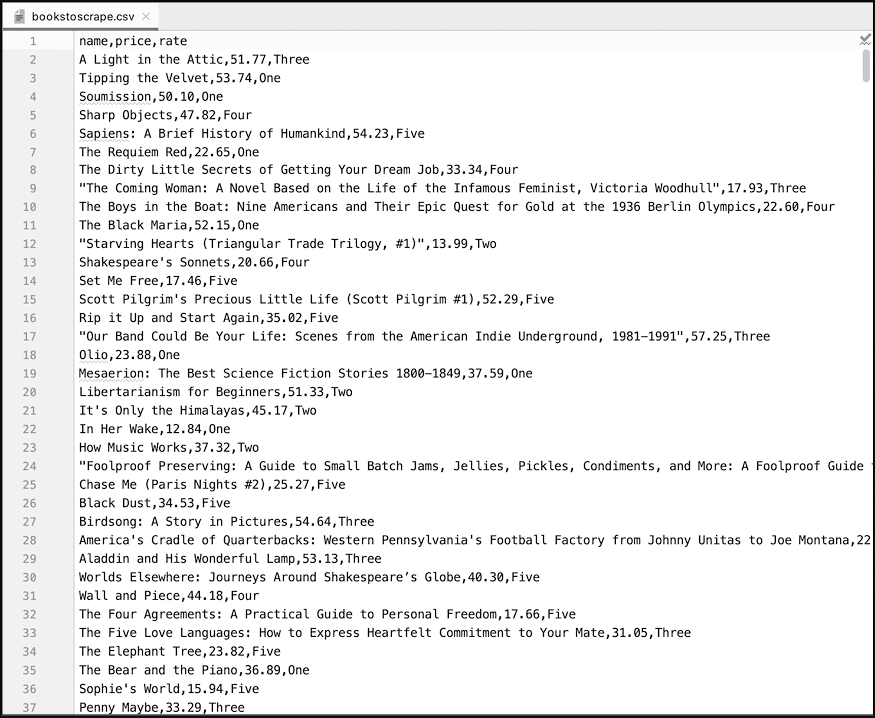 bookstoscrape.csv
1 name,price,rate
2 A Light in the Attic,51.77,Three
3 Tipping the Velvet,53.74,One
4 Soumission,50.10,One
5 Sharp Objects,47.82,Four
6 Sapiens: A Brief History of Humankind,54.23,Five
7 The Requiem Red,22.65,One
8 The Dirty Little Secrets of Getting Your Dream Job,33.34,Four
9 "The Coming Woman: A Novel Based on the Life of the Infamous Feminist, Victoria Woodhull",17.93,Three
10 The Boys in the Boat: Nine Americans and Their Epic Quest for Gold at the 1936 Berlin Olympics,22.60,Four
11 The Black Maria,52.15,One
12 "Starving Hearts (Triangular Trade Trilogy, #1)",13.99,Two
13 Shakespeare's Sonnets,20.66,Four
14 Set Me Free,17.46,Five
15 Scott Pilgrim's Precious Little Life (Scott Pilgrim #1),52.29,Five
16 Rip it Up and Start Again,35.02,Five
17 "Our Band Could Be Your Life: Scenes from the American Indie Underground, 1981-1991",57.25,Three
18 Olio,23.88,One
19 Mesaerion: The Best Science Fiction Stories 1800-1849,37.59,One
20 Libertarianism for Beginners,51.33,Two
21 It's Only the Himalayas,45.17,Two
22 In Her Wake,12.84,One
23 How Music Works,37.32,Two
24 "Foolproof Preserving: A Guide to Small Batch Jams, Jellies, Pickles, Condiments, and More: A Foolproof Guide
25 Chase Me (Paris Nights #2),25.27,Five
26 Black Dust,34.53,Five
27 Birdsong: A Story in Pictures,54.64,Three
28 America's Cradle of Quarterbacks: Western Pennsylvania's Football Factory from Johnny Unitas to Joe Montana,22
29 Aladdin and His Wonderful Lamp,53.13,Three
30 Worlds Elsewhere: Journeys Around Shakespeare’s Globe,40.30,Five
31 Wall and Piece,44.18,Four
32 The Four Agreements: A Practical Guide to Personal Freedom,17.66,Five
33 The Five Love Languages: How to Express Heartfelt Commitment to Your Mate,31.05,Three
34 The Elephant Tree,23.82,Five
35 The Bear and the Piano,36.89,One
36 Sophie's World,15.94,Five
37 Penny Maybe,33.29,Three